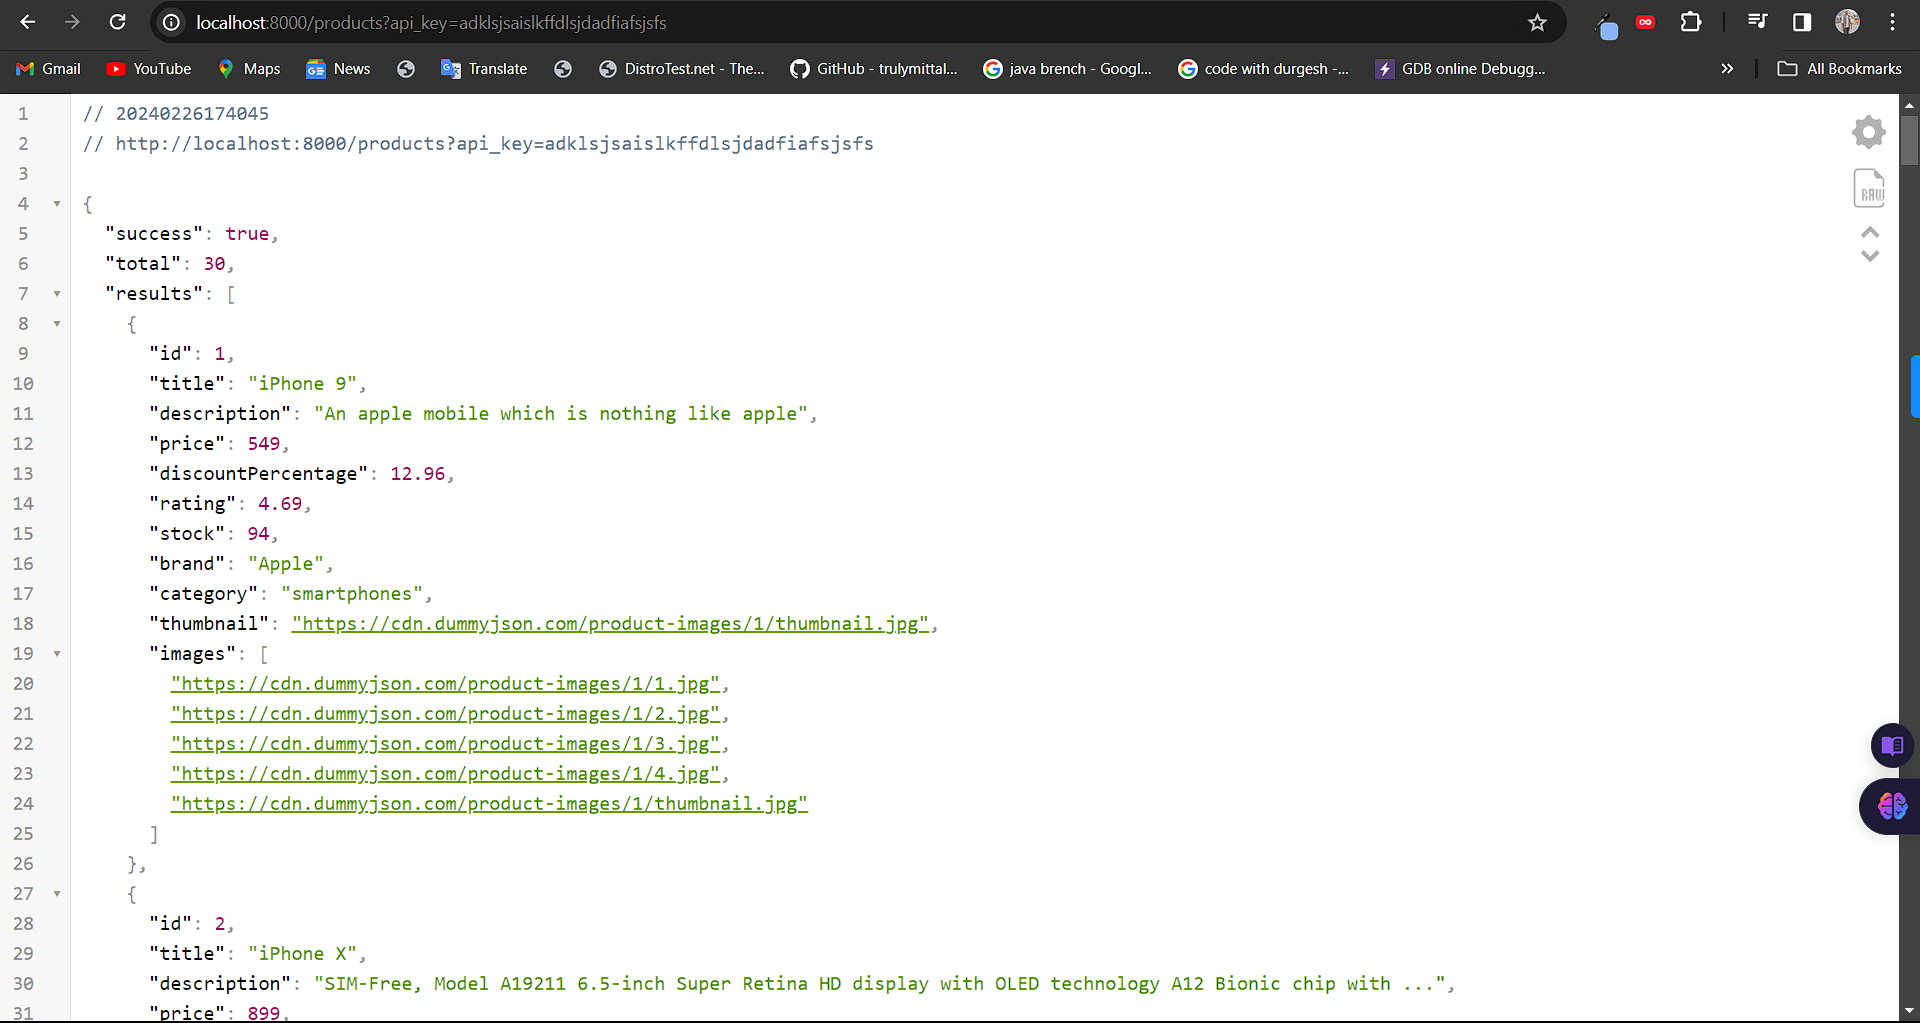 localhost:8000/products?api_key=adklsjsaislkffdlsjdadfiafsjsfs
Gmail YouTube Maps News Translate DistroTest.net - The... GitHub - trulymittal... java brench - Googl... code with durgesh -... GDB online Debugg... » All Bookmarks
1 // 20240226174045
2 // http://localhost:8000/products?api_key=adklsjsaislkffdlsjdadfiafsjsfs
3
4 {
5 "success": true,
6 "total": 30,
7 "results": [
8 {
9 "id": 1,
10 "title": "iPhone 9",
11 "description": "An apple mobile which is nothing like apple",
12 "price": 549,
13 "discountPercentage": 12.96,
14 "rating": 4.69,
15 "stock": 94,
16 "brand": "Apple",
17 "category": "smartphones",
18 "thumbnail": "https://cdn.dummyjson.com/product-images/1/thumbnail.jpg",
19 "images": [
20 "https://cdn.dummyjson.com/product-images/1/1.jpg",
21 "https://cdn.dummyjson.com/product-images/1/2.jpg",
22 "https://cdn.dummyjson.com/product-images/1/3.jpg",
23 "https://cdn.dummyjson.com/product-images/1/4.jpg",
24 "https://cdn.dummyjson.com/product-images/1/thumbnail.jpg"
25 ]
26 },
27 {
28 "id": 2,
29 "title": "iPhone X",
30 "description": "SIM-Free, Model A19211 6.5-inch Super Retina HD display with OLED technology A12 Bionic chip with ...",
31 "price": 899,
RAW